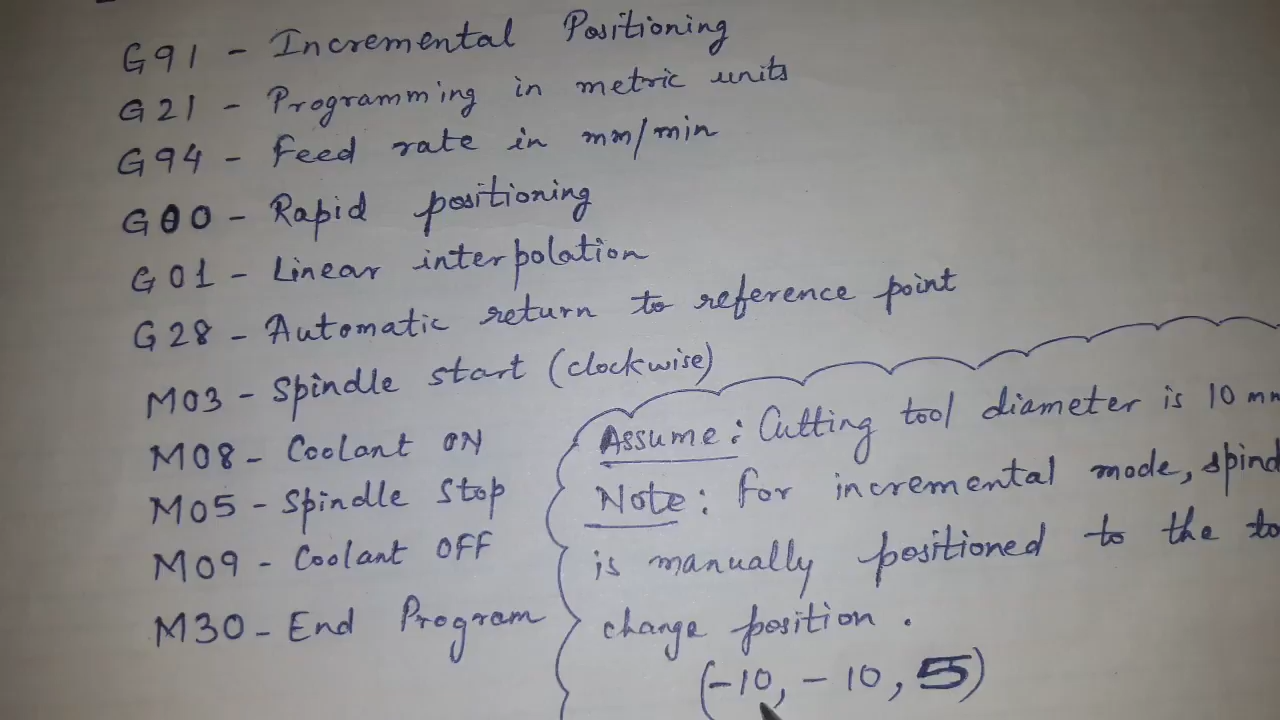 G91 - Incremental Positioning
G21 - Programming in metric units
G94 - Feed rate in mm/min
G00 - Rapid positioning
G01 - Linear interpolation
G28 - Automatic return to reference point
M03 - Spindle start (clockwise)
M08 - Coolant ON
M05 - Spindle Stop
M09 - Coolant OFF
M30 - End Program
Assume: Cutting tool diameter is 10 mm
Note: For incremental mode, spind
is manually positioned to the to
change position.
(-10, -10, 5)